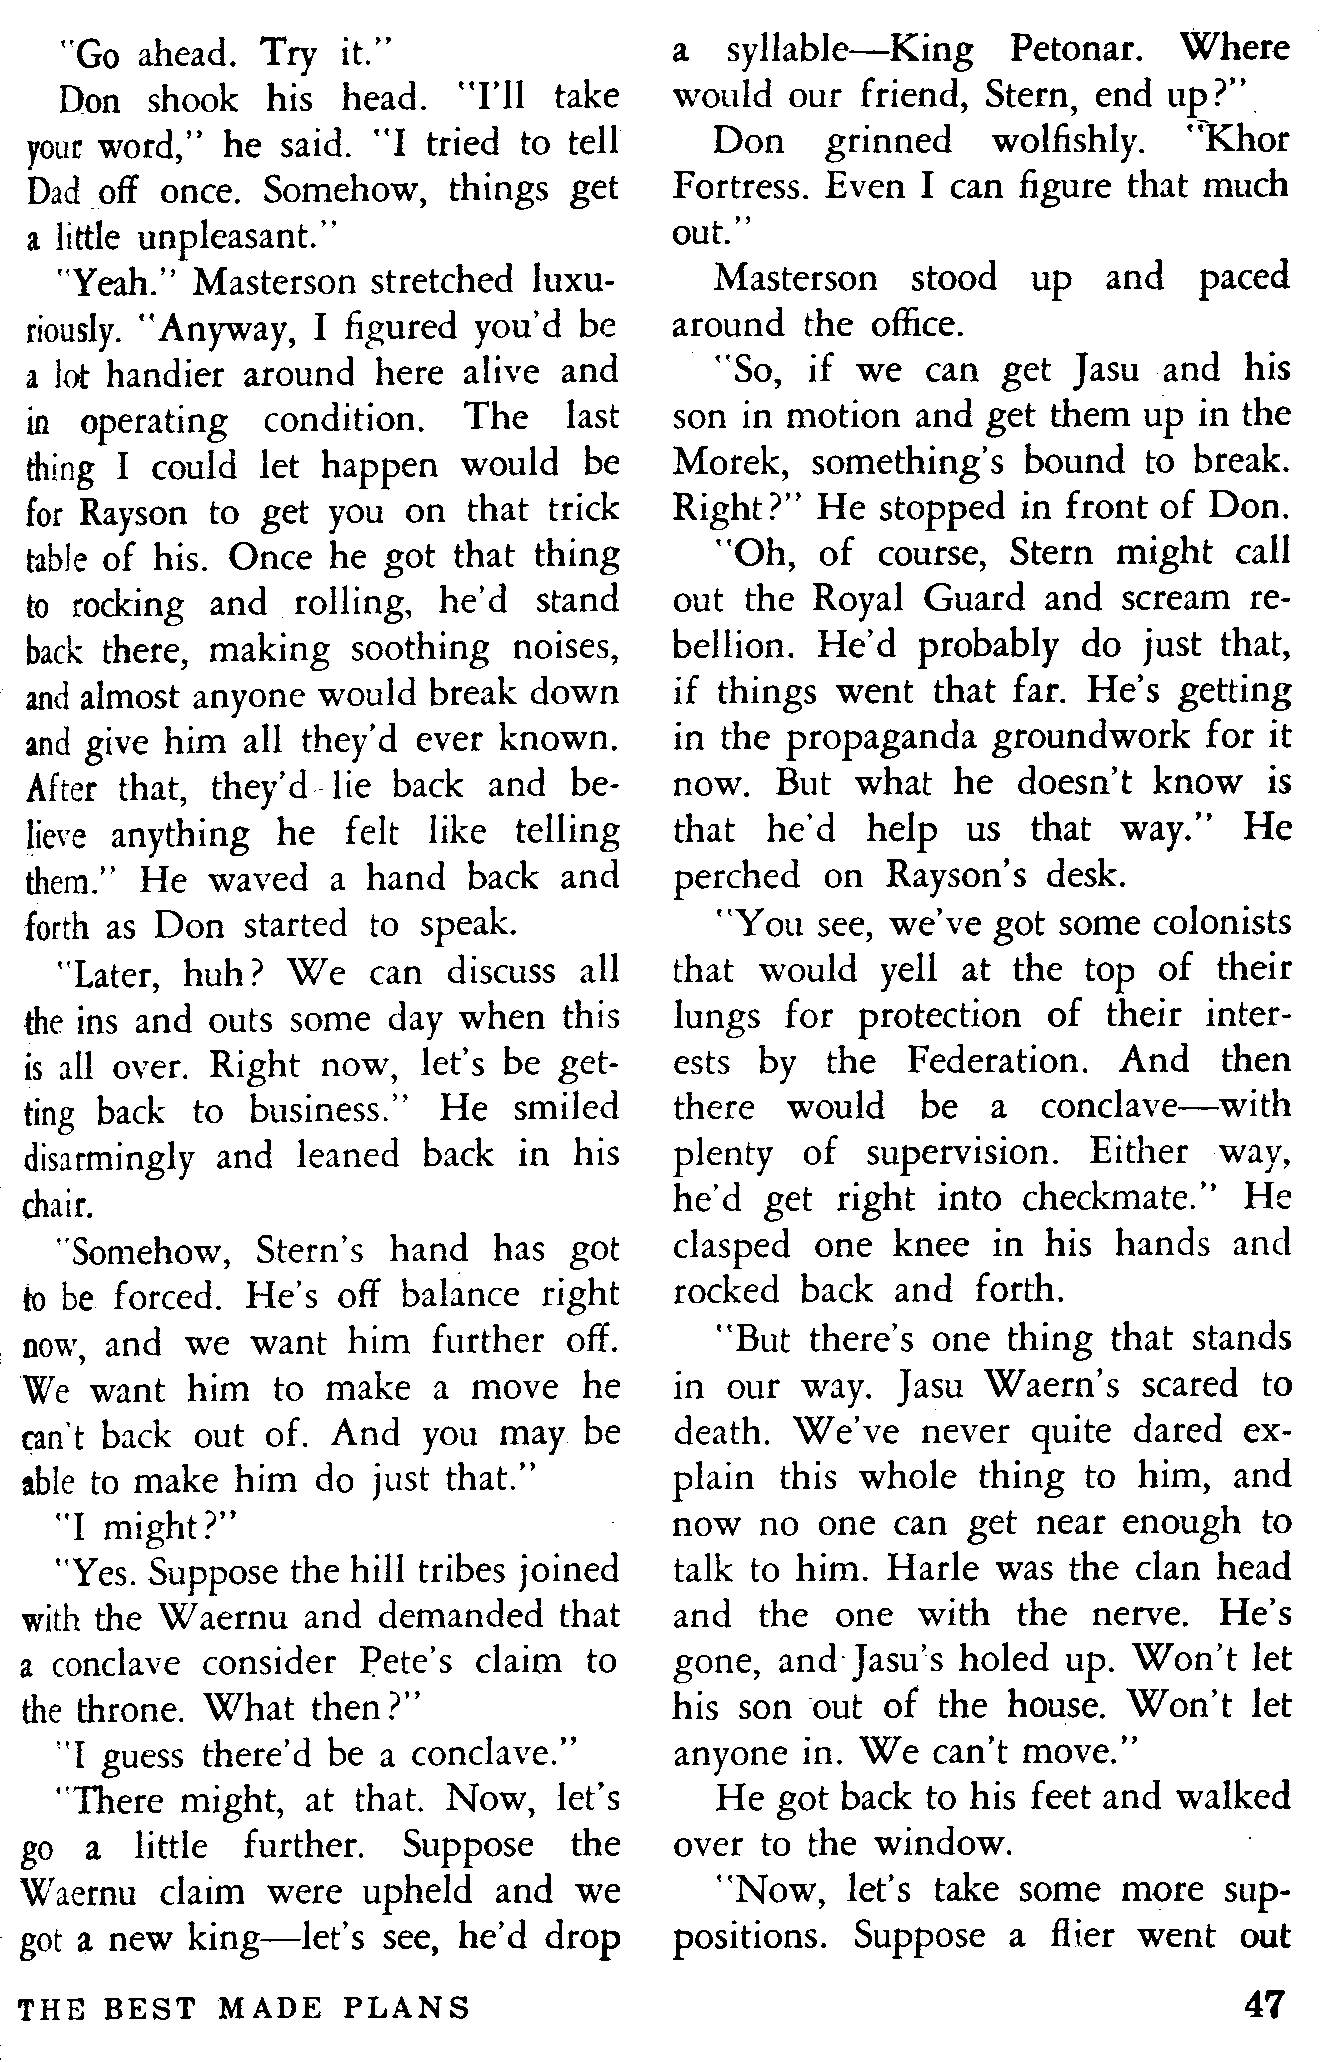 "Go ahead. Try it."
Don shook his head. "I'll take
your word," he said. "I tried to tell
Dad off once. Somehow, things get
a little unpleasant."
"Yeah." Masterson stretched luxu-
riously. "Anyway, I figured you'd be
a lot handier around here alive and
in operating condition. The last
thing I could let happen would be
for Rayson to get you on that trick
table of his. Once he got that thing
to rocking and rolling, he'd stand
back there, making soothing noises,
and almost anyone would break down
and give him all they'd ever known.
After that, they'd lie back and be-
lieve anything he felt like telling
them." He waved a hand back and
forth as Don started to speak.
"Later, huh? We can discuss all
the ins and outs some day when this
is all over. Right now, let's be get-
ting back to business." He smiled
disarmingly and leaned back in his
chair.
"Somehow, Stern's hand has got
to be forced. He's off balance right
now, and we want him further off.
We want him to make a move he
can't back out of. And you may be
able to make him do just that."
"I might?"
"Yes. Suppose the hill tribes joined
with the Waernu and demanded that
a conclave consider Pete's claim to
the throne. What then?"
"I guess there'd be a conclave."
"There might, at that. Now, let's
go a little further. Suppose the
Waernu claim were upheld and we
got a new king—let's see, he'd drop
a syllable—King Petonar. Where
would our friend, Stern, end up?"
Don grinned wolfishly. "Khor
Fortress. Even I can figure that much
out."
Masterson stood up and paced
around the office.
"So, if we can get Jasu and his
son in motion and get them up in the
Morek, something's bound to break.
Right?" He stopped in front of Don.
"Oh, of course, Stern might call
out the Royal Guard and scream re-
bellion. He'd probably do just that,
if things went that far. He's getting
in the propaganda groundwork for it
now. But what he doesn't know is
that he'd help us that way." He
perched on Rayson's desk.
"You see, we've got some colonists
that would yell at the top of their
lungs for protection of their inter-
ests by the Federation. And then
there would be a conclave—with
plenty of supervision. Either way,
he'd get right into checkmate." He
clasped one knee in his hands and
rocked back and forth.
"But there's one thing that stands
in our way. Jasu Waern's scared to
death. We've never quite dared ex-
plain this whole thing to him, and
now no one can get near enough to
talk to him. Harle was the clan head
and the one with the nerve. He's
gone, and Jasu's holed up. Won't let
his son out of the house. Won't let
anyone in. We can't move."
He got back to his feet and walked
over to the window.
"Now, let's take some more sup-
positions. Suppose a flier went out
THE BEST MADE PLANS 47